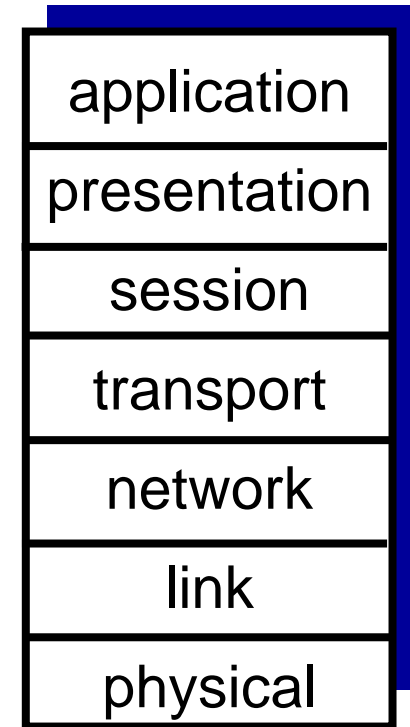 application
presentation
session
transport
network
link
physical